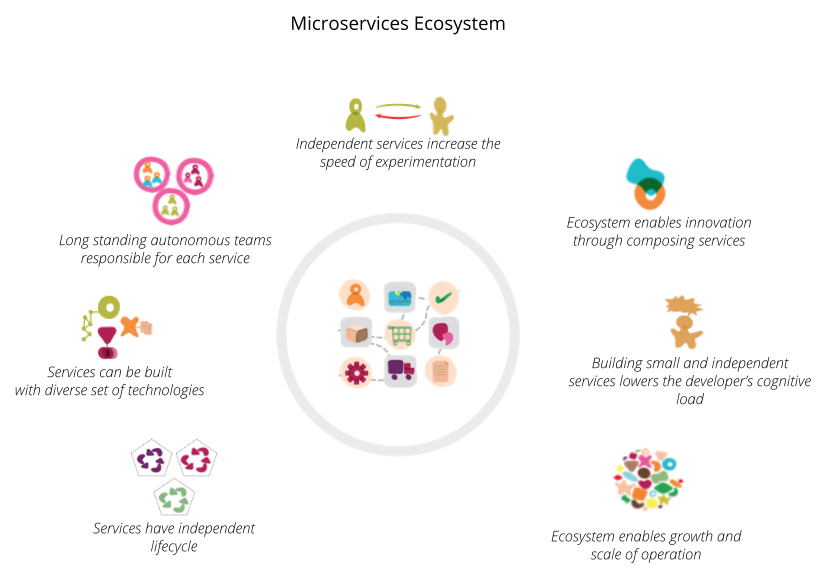 Microservices Ecosystem
Independent services increase the
speed of experimentation
Long standing autonomous teams
responsible for each service
Ecosystem enables innovation
through composing services
Services can be built
with diverse set of technologies
Building small and independent
services lowers the developer's cognitive
load
Services have independent
lifecycle
Ecosystem enables growth and
scale of operation